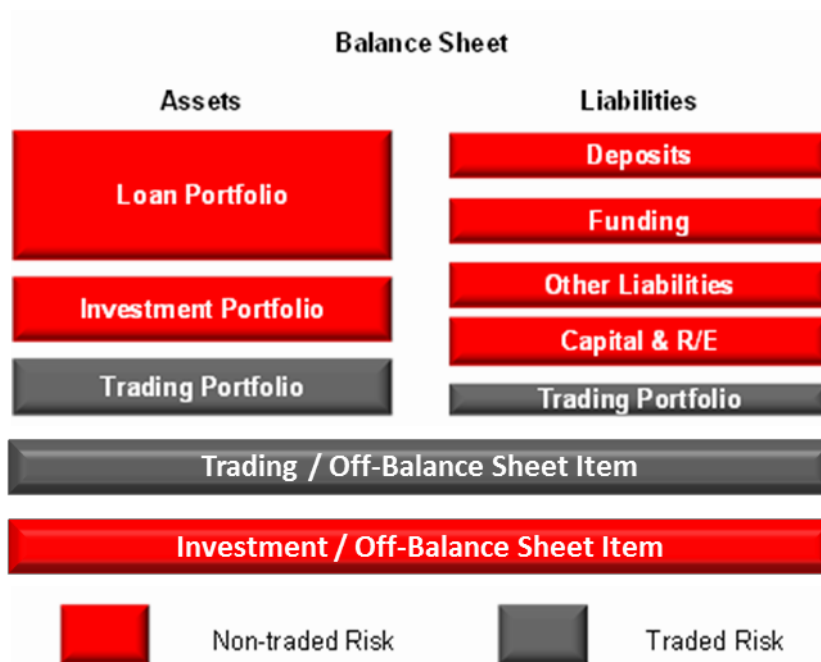 Balance Sheet
Assets
Liabilities
Loan Portfolio
Investment Portfolio
Trading Portfolio
Deposits
Funding
Other Liabilities
Capital & R/E
Trading Portfolio
Trading / Off-Balance Sheet Item
Investment / Off-Balance Sheet Item
Non-traded Risk
Traded Risk